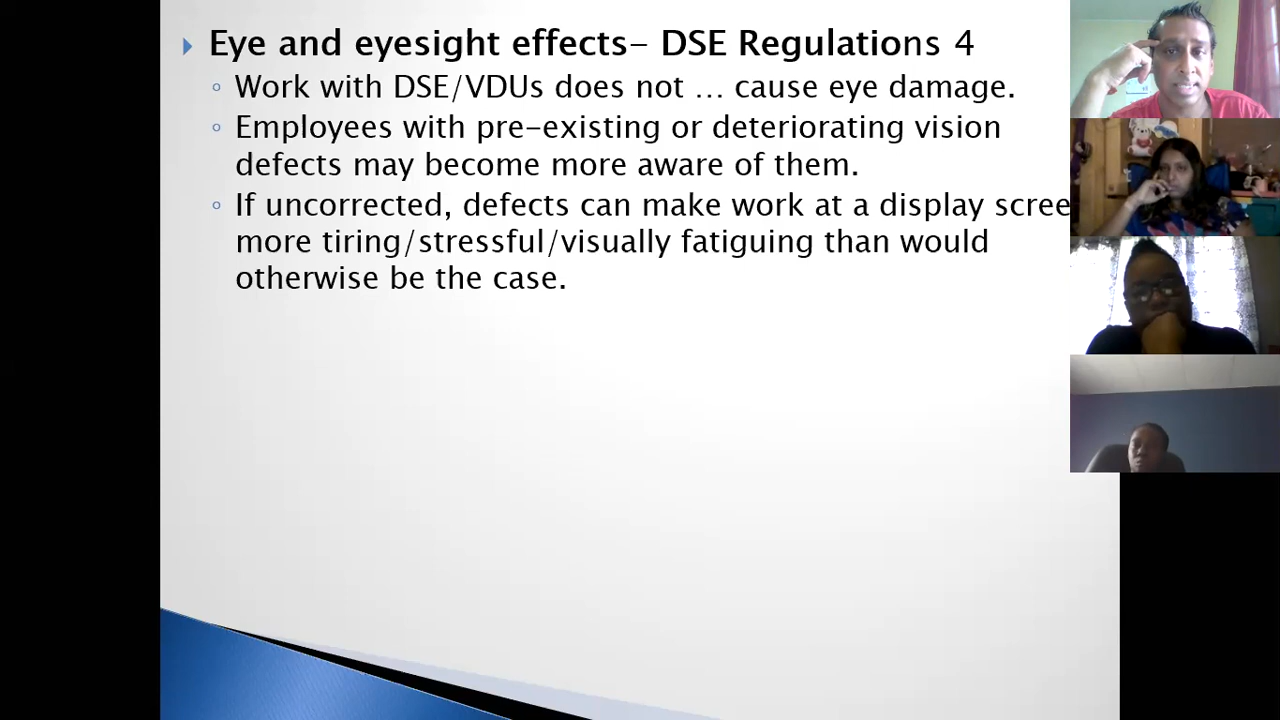 Eye and eyesight effects– DSE Regulations 4
Work with DSE/VDUs does not … cause eye damage.
Employees with pre-existing or deteriorating vision
defects may become more aware of them.
If uncorrected, defects can make work at a display scree
more tiring/stressful/visually fatiguing than would
otherwise be the case.